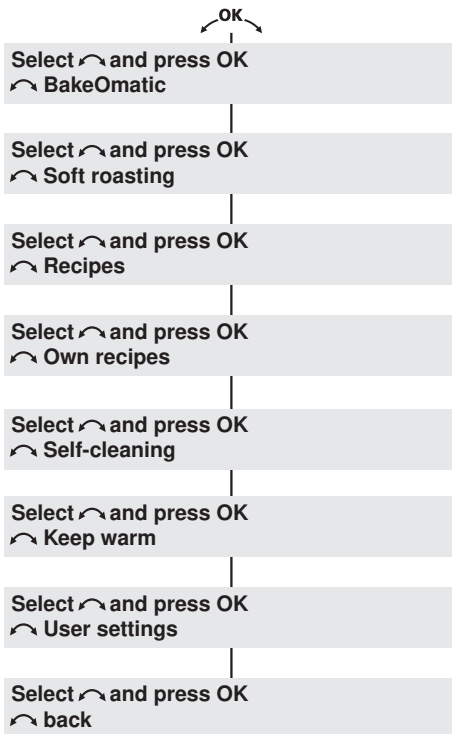 OK
Select and press OK
BakeOmatic
Select and press OK
Soft roasting
Select and press OK
Recipes
Select and press OK
Own recipes
Select and press OK
Self-cleaning
Select and press OK
Keep warm
Select and press OK
User settings
Select and press OK
back